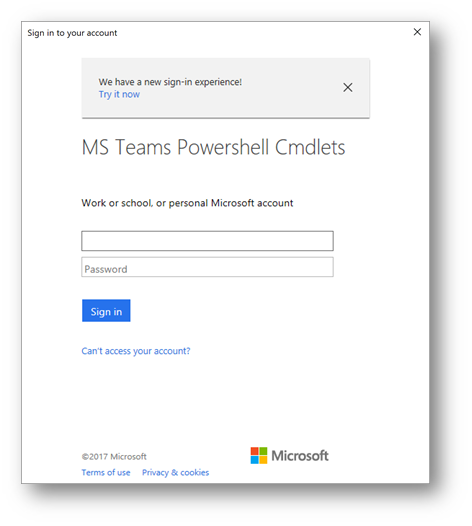 Sign in to your account
We have a new sign-in experience!
Try it now
MS Teams Powershell Cmdlets
Work or school, or personal Microsoft account
Password
Sign in
Can't access your account?
©2017 Microsoft
Microsoft
Terms of use Privacy & cookies